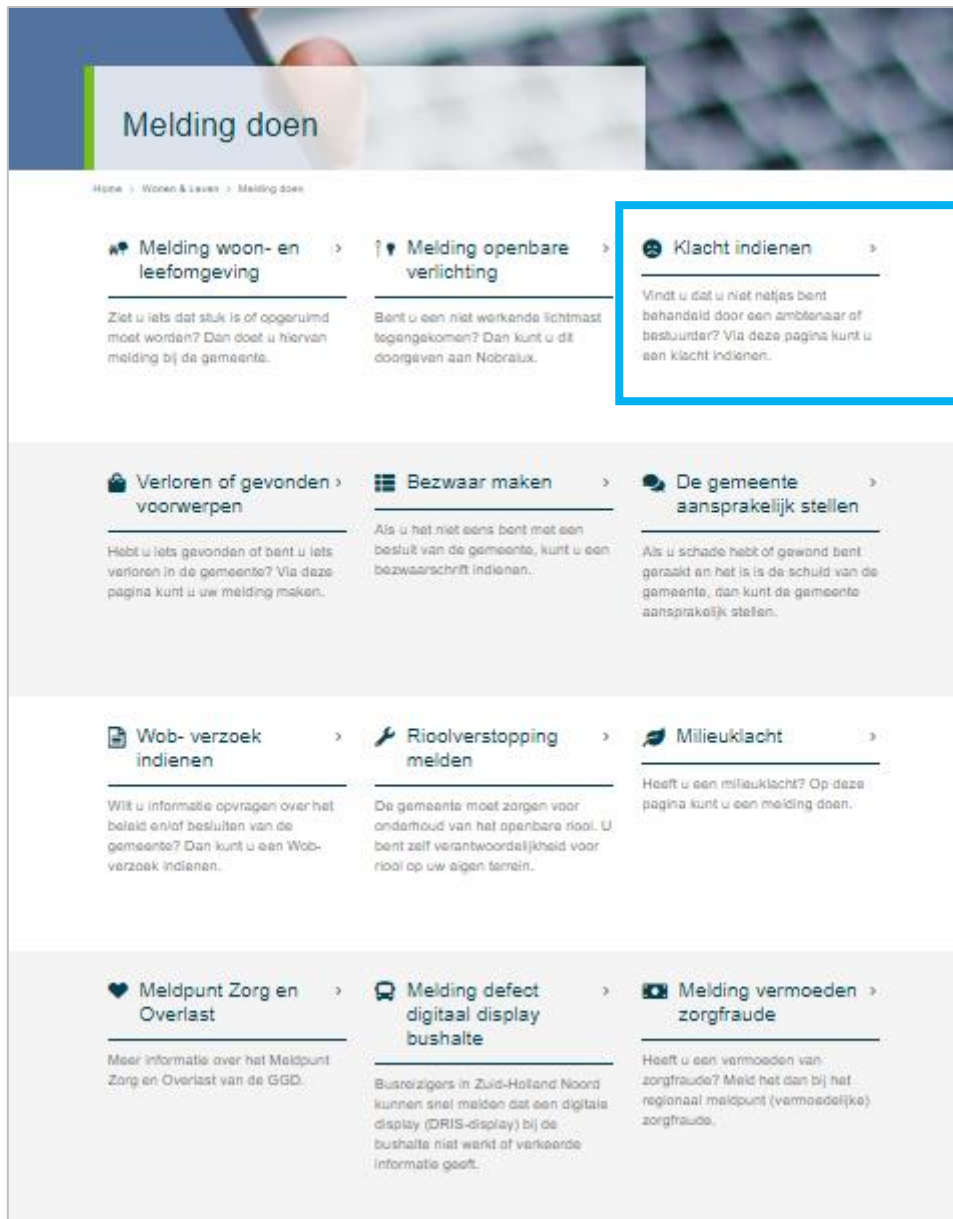 Melding doen
Home > Wonen & Leven > Melding doen
Melding woon- en >
leefomgeving
Ziet u iets dat stuk is of opgeruimd
moet worden? Dan doet u hiervan
melding bij de gemeente.
Melding openbare >
verlichting
Bent u een niet werkende lichtmast
tegengekomen? Dan kunt u dit
doorgeven aan Nobralux.
Klacht indienen >
Vindt u dat u niet netjes bent
behandeld door een ambtenaar of
bestuurder? Via deze pagina kunt u
een klacht indienen.
Verloren of gevonden >
voorwerpen
Hebt u iets gevonden of bent u iets
verloren in de gemeente? Via deze
pagina kunt u uw melding maken.
Bezwaar maken >
Als u het niet eens bent met een
besluit van de gemeente, kunt u een
bezwaarschrift indienen.
De gemeente >
aansprakelijk stellen
Als u schade hebt of gewond bent
geraakt en het is is de schuld van de
gemeente, dan kunt de gemeente
aansprakelijk stellen.
Wob- verzoek >
indienen
Wilt u informatie opvragen over het
beleid en/of besluiten van de
gemeente? Dan kunt u een Wob-
verzoek indienen.
Rioolverstopping >
melden
De gemeente moet zorgen voor
onderhoud van het openbare riool. U
bent zelf verantwoordelijkheid voor
riool op uw eigen terrein.
Milieuklacht >
Heeft u een milieuklacht? Op deze
pagina kunt u een melding doen.
Meldpunt Zorg en >
Overlast
Meer informatie over het Meldpunt
Zorg en Overlast van de GGD.
Melding defect >
digitaal display
bushalte
Busreizigers in Zuid-Holland Noord
kunnen snel melden dat een digitale
display (DRIS-display) bij de
bushalte niet werkt of verkeerde
informatie geeft.
Melding vermoeden >
zorgfraude
Heeft u een vermoeden van
zorgfraude? Meld het dan bij het
regionaal meldpunt (vermoedelijke)
zorgfraude.